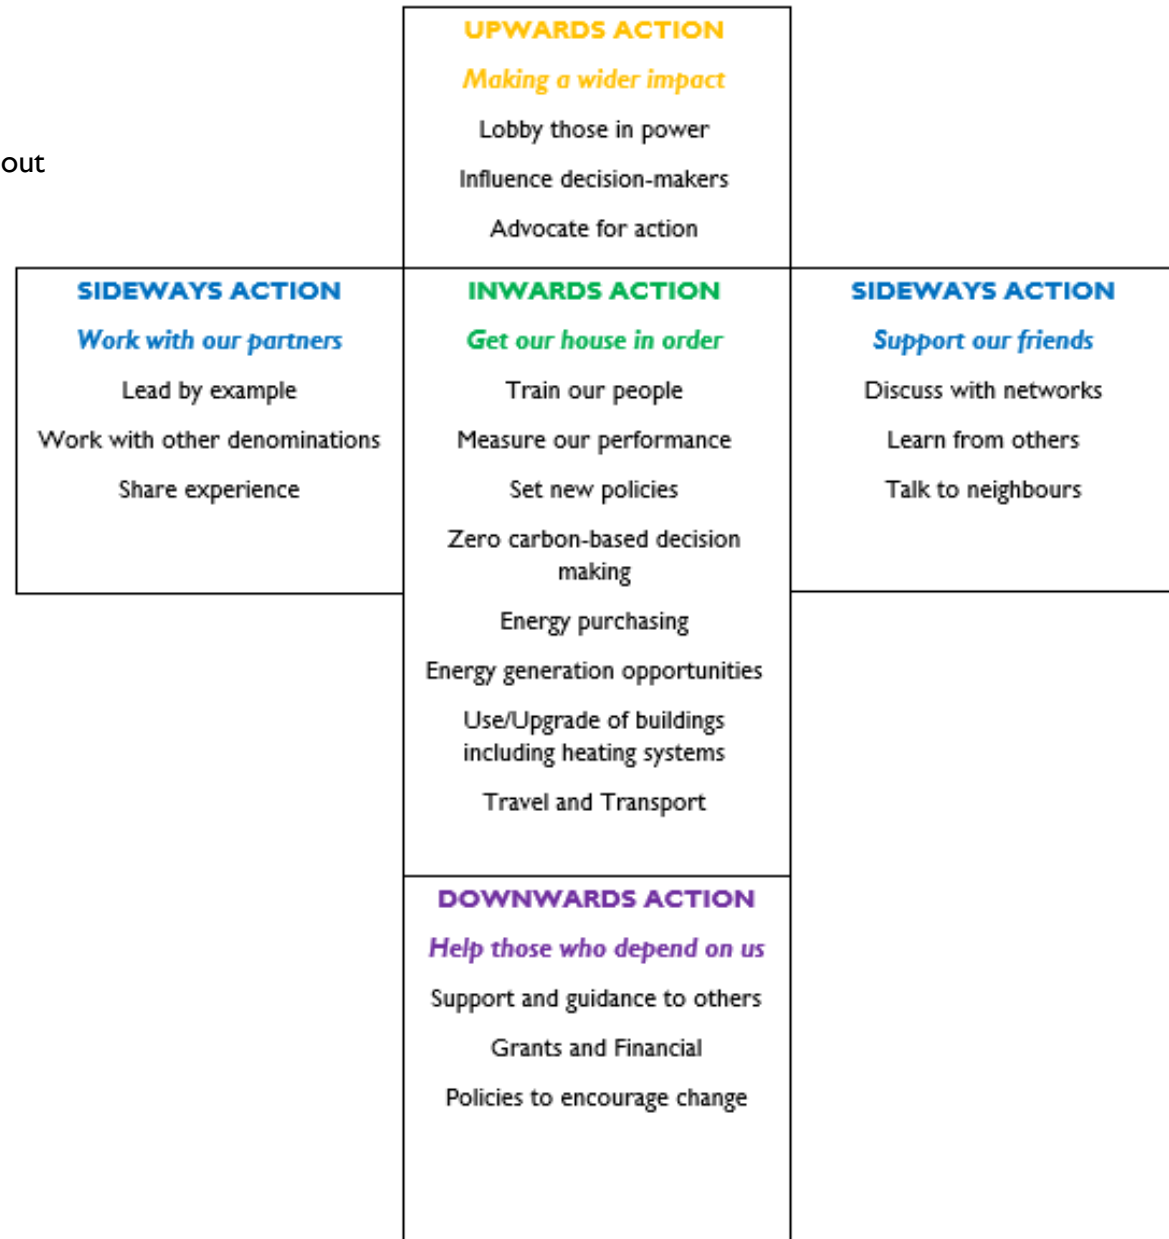 UPWARDS ACTION
Making a wider impact
Lobby those in power
Influence decision-makers
Advocate for action
out
SIDEWAYS ACTION
Work with our partners
Lead by example
Work with other denominations
Share experience
INWARDS ACTION
Get our house in order
Train our people
Measure our performance
Set new policies
Zero carbon-based decision
making
Energy purchasing
Energy generation opportunities
Use/Upgrade of buildings
including heating systems
Travel and Transport
SIDEWAYS ACTION
Support our friends
Discuss with networks
Learn from others
Talk to neighbours
DOWNWARDS ACTION
Help those who depend on us
Support and guidance to others
Grants and Financial
Policies to encourage change